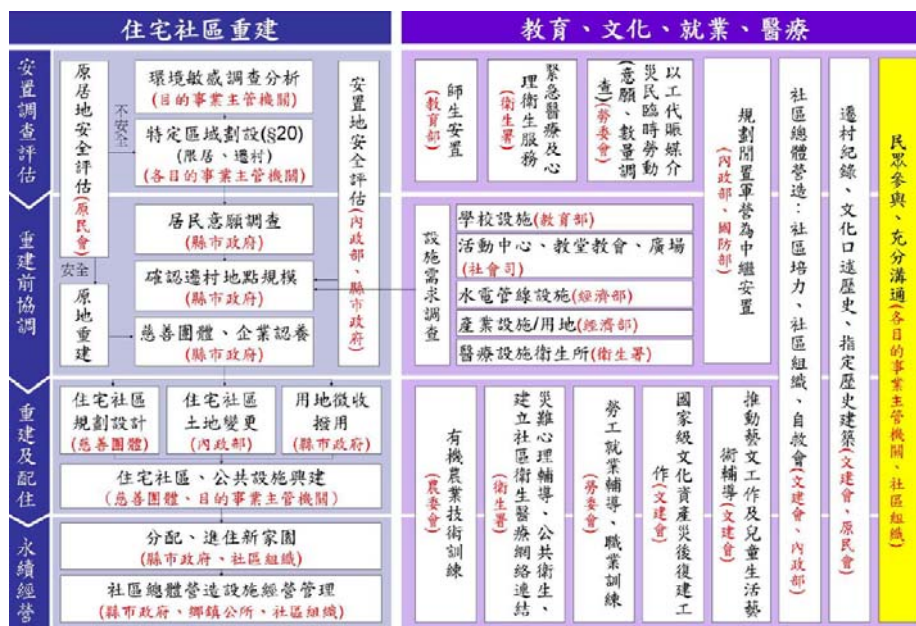 住宅社區重建
教育、文化、就業、醫療
安置調查評估
重建前協調
重建及配住
永續經營
原居地安全評估(原民會)
不安全
安全
原地重建
環境敏感調查分析
(目的事業主管機關)
特定區域劃設(§20)
(限居、遷村)
(各目的事業主管機關)
安置地安全評估(內政部、縣市政府)
居民意願調查
(縣市政府)
確認遷村地點規模
(縣市政府)
慈善團體、企業認養
(縣市政府)
住宅社區
規劃設計
(慈善團體)
住宅社區
土地變更
(內政部)
用地徵收
撥用
(縣市政府)
住宅社區、公共設施興建
(慈善團體、目的事業主管機關)
分配、進住新家園
(縣市政府、社區組織)
社區總體營造設施經營管理
(縣市政府、鄉鎮公所、社區組織)
師生安置
(教育部)
緊急醫療及心
理衛生服務
(衛生署)
以工代賑媒介
災民臨時勞動
意願、數量調
查)(勞委會)
規劃閒置軍營為中繼安置
(內政部、國防部)
設施需求調查
學校設施(教育部)
活動中心、教堂教會、廣場
(社會司)
水電管線設施(經濟部)
產業設施/用地(經濟部)
醫療設施衛生所(衛生署)
有機農業技術訓練
(農委會)
災難心理輔導、公共衛生、
建立社區衛生醫療網絡連結
(衛生署)
勞工就業輔導、職業訓練
(勞委會)
國家級文化資產災後復建工
作(文建會)
推動藝文工作及兒童生活藝
術輔導(文建會)
社區總體營造：社區培力、社區組織、自救會(文建會、內政部)
遷村紀錄、文化口述歷史、指定歷史建築(文建會、原民會)
民眾參與、充分溝通(各目的事業主管機關、社區組織)